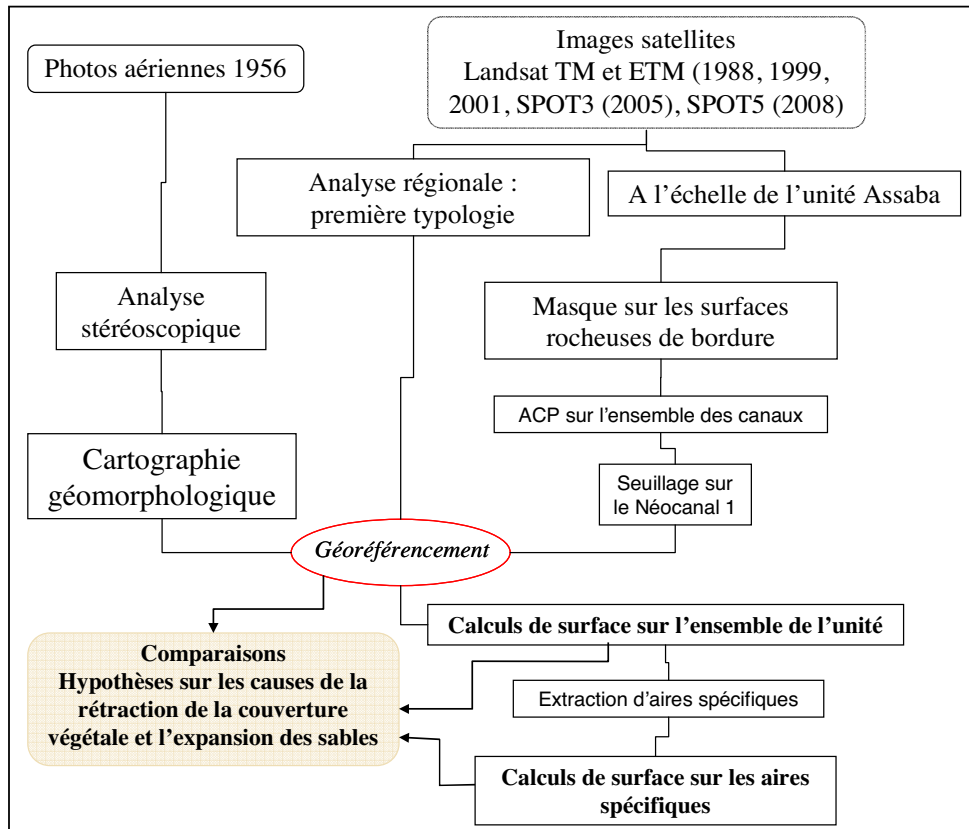 Photos aériennes 1956
Images satellites
Landsat TM et ETM (1988, 1999,
2001, SPOT3 (2005), SPOT5 (2008)
Analyse régionale :
première typologie
A l’échelle de l’unité Assaba
Analyse
stéréoscopique
Masque sur les surfaces
rocheuses de bordure
ACP sur l’ensemble des canaux
Cartographie
géomorphologique
Seuillage sur
le Néocanal 1
Géoréférencement
Calculs de surface sur l’ensemble de l’unité
Comparaisons
Hypothèses sur les causes de la
rétraction de la couverture
végétale et l’expansion des sables
Extraction d’aires spécifiques
Calculs de surface sur les aires
spécifiques